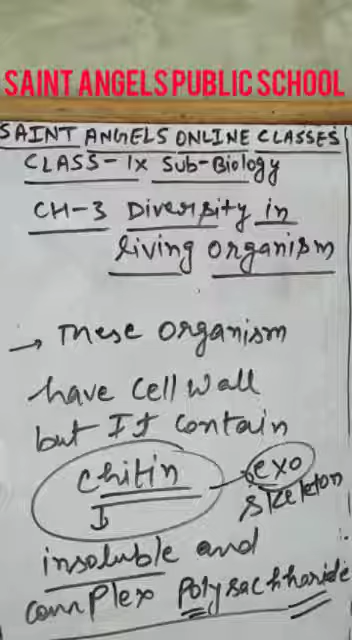 SAINT ANGELS PUBLIC SCHOOL
SAINT ANGELS ONLINE CLASSES
CLASS-IX Sub-Biology
CH-3 Diversity in
living organism
→ These organism
have cell wall
but It contain
chitin → exo
skeleton
insoluble and
complex Polysachharide